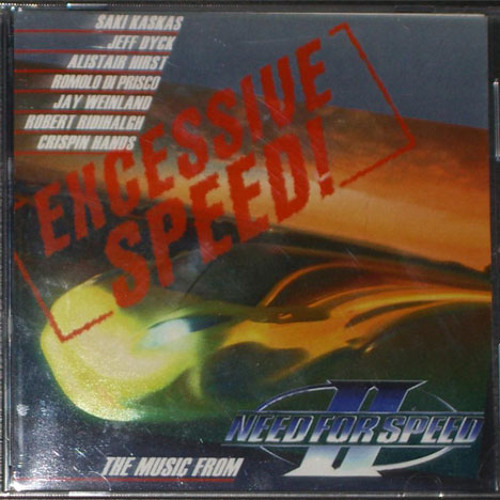 SAKI KASKAS
JEFF DYCK
ALISTAIR HIRST
ROMOLO DI PRISCO
JAY WEINLAND
ROBERT RIDIHALGH
CRISPIN HANDS
EXCESSIVE
SPEED!
II
NEED FOR SPEED
THE MUSIC FROM